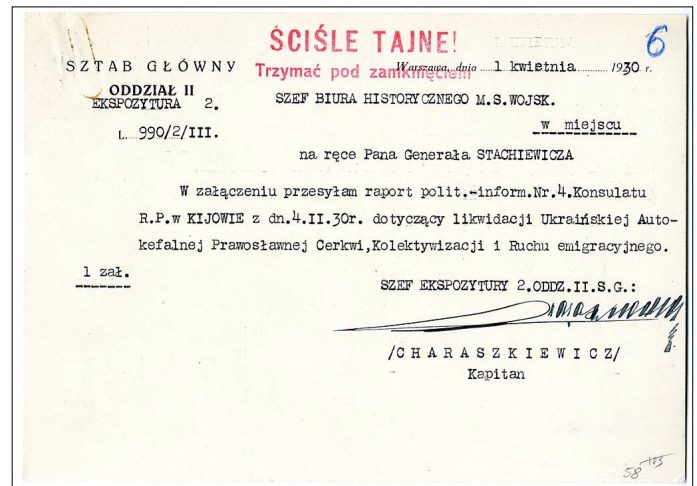 ŚCIŚLE TAJNE!
6
SZTAB GŁÓWNY
Trzymać pod zamknięciem
Warszawa, dnia 1 kwietnia 1930 r.
ODDZIAŁ II
EKSPOZYTURA 2.
SZEF BIURA HISTORYCZNEGO M.S.WOJSK.
L. 990/2/III.
w miejscu
na ręce Pana Generała STACHIEWICZA
W załączeniu przesyłam raport polit.-inform.Nr.4.Konsulatu
R.P.w KIJOWIE z dn.4.II.30r. dotyczący likwidacji Ukraińskiej Auto-
kefalnej Prawosławnej Cerkwi,Kolektywizacji i Ruchu emigracyjnego.
1 zał.
SZEF EKSPOZYTURY 2.ODDZ.II.S.G.:
/CHARASZKIEWICZ/
Kapitan
58